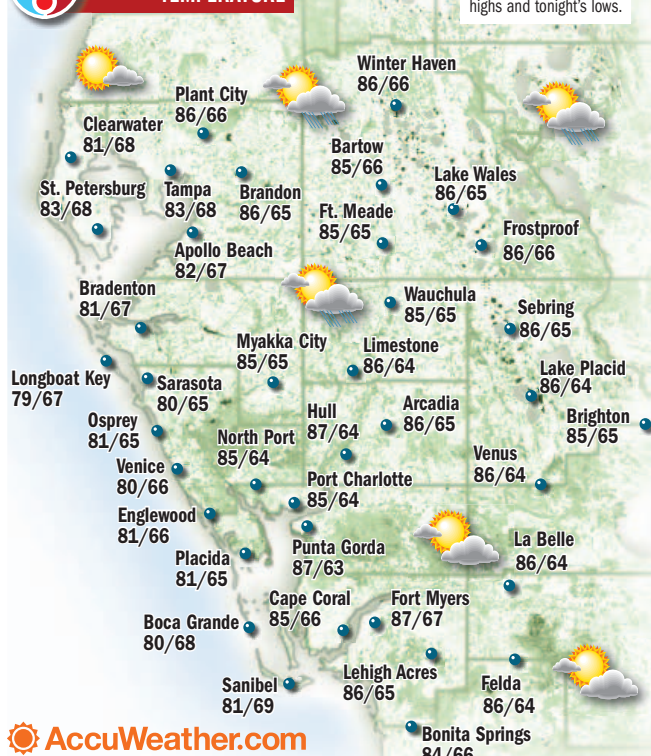 TEMPERATURE
highs and tonight's lows.
Winter Haven
86/66
Plant City
86/66
Clearwater
81/68
Bartow
85/66
Lake Wales
86/65
St. Petersburg
83/68
Tampa
83/68
Brandon
86/65
Ft. Meade
85/65
Frostproof
86/66
Apollo Beach
82/67
Bradenton
81/67
Wauchula
85/65
Sebring
86/65
Myakka City
85/65
Limestone
86/64
Lake Placid
86/64
Longboat Key
79/67
Sarasota
80/65
Hull
87/64
Arcadia
86/65
Brighton
85/65
Osprey
81/65
North Port
85/64
Venus
86/64
Venice
80/66
Port Charlotte
85/64
Englewood
81/66
Punta Gorda
87/63
La Belle
86/64
Placida
81/65
Cape Coral
85/66
Fort Myers
87/67
Boca Grande
80/68
Lehigh Acres
86/65
Sanibel
81/69
Felda
86/64
Bonita Springs
84/66
AccuWeather.com